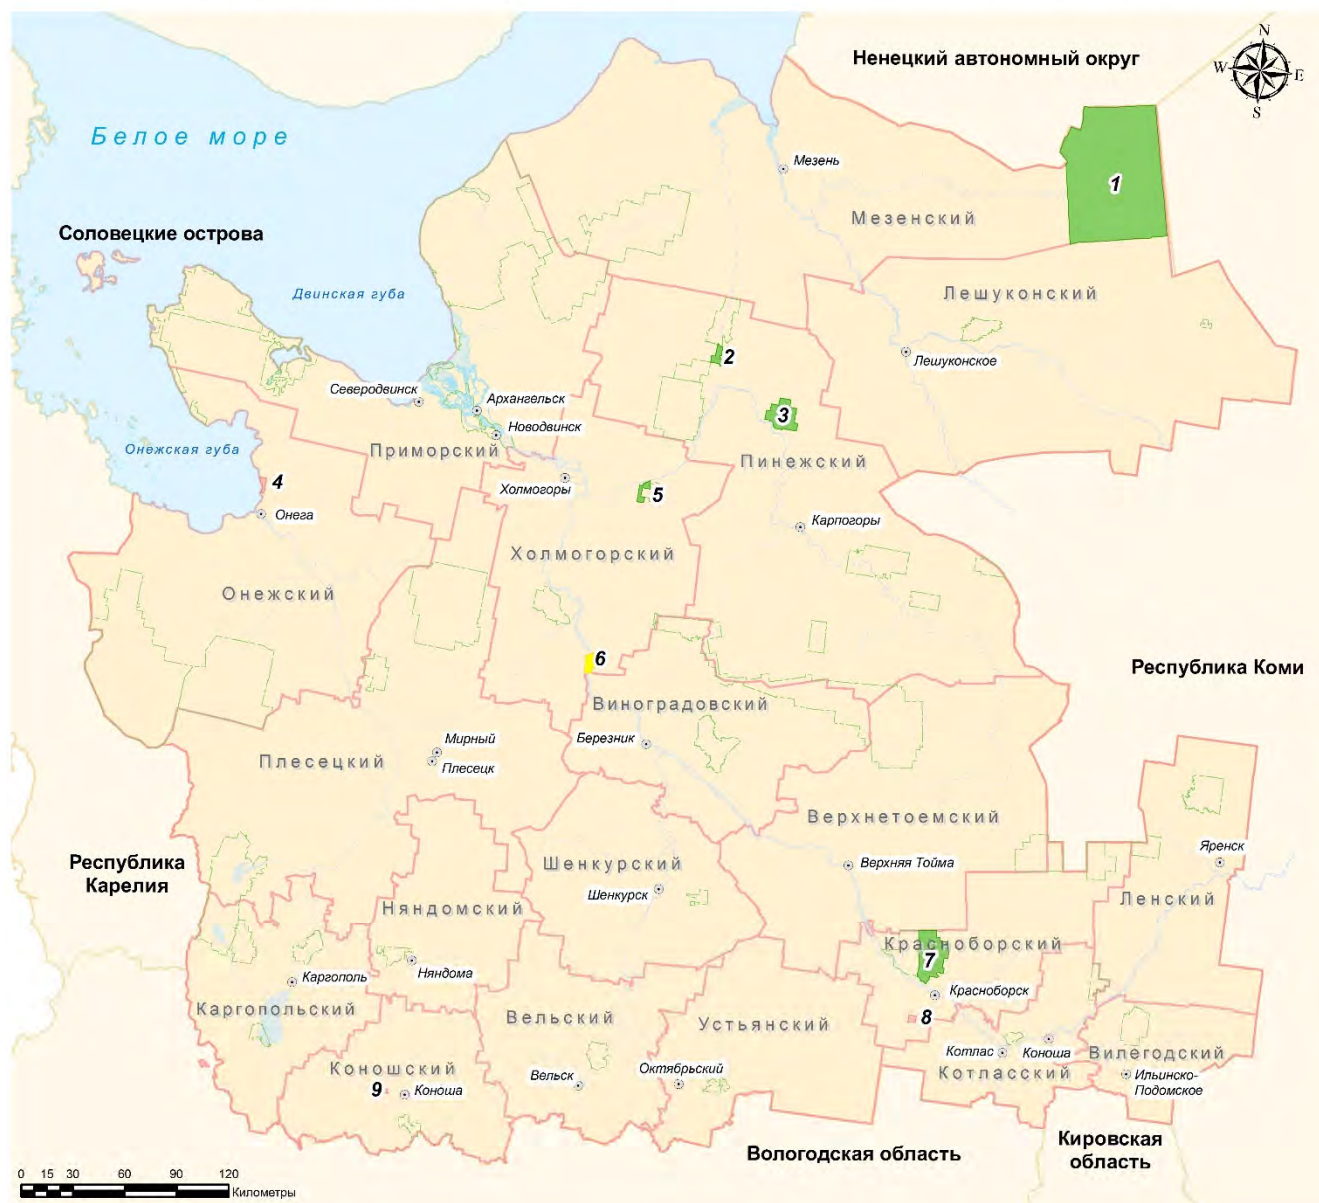 Ненецкий автономный округ
N
W
E
S
Белое море
Мезень
1
Мезенский
Соловецкие острова
Двинская губа
Лешуконский
2
Лешуконское
Северодвинск
Архангельск
3
Новодвинск
Онежская губа
Приморский
Пинежский
4
Холмогоры
5
Онега
Карпогоры
Холмогорский
Онежский
6
Республика Коми
Виноградовский
Мирный
Березник
Плесецкий
Плесецк
Верхнетоемский
Яренск
Республика
Карелия
Шенкурский
Верхняя Тойма
Шенкурск
Няндомский
Ленский
Красноборский
7
Каргополь
Няндома
Красноборск
Каргопольский
Вельский
Устьянский
8
Котлас
Коноша
Вилегодский
Коношский
Октябрьский
Вельск
Котласский
Ильинско-
Подомское
9
Коноша
Кировская
область
Вологодская область
0 15 30 60 90 120
Километры